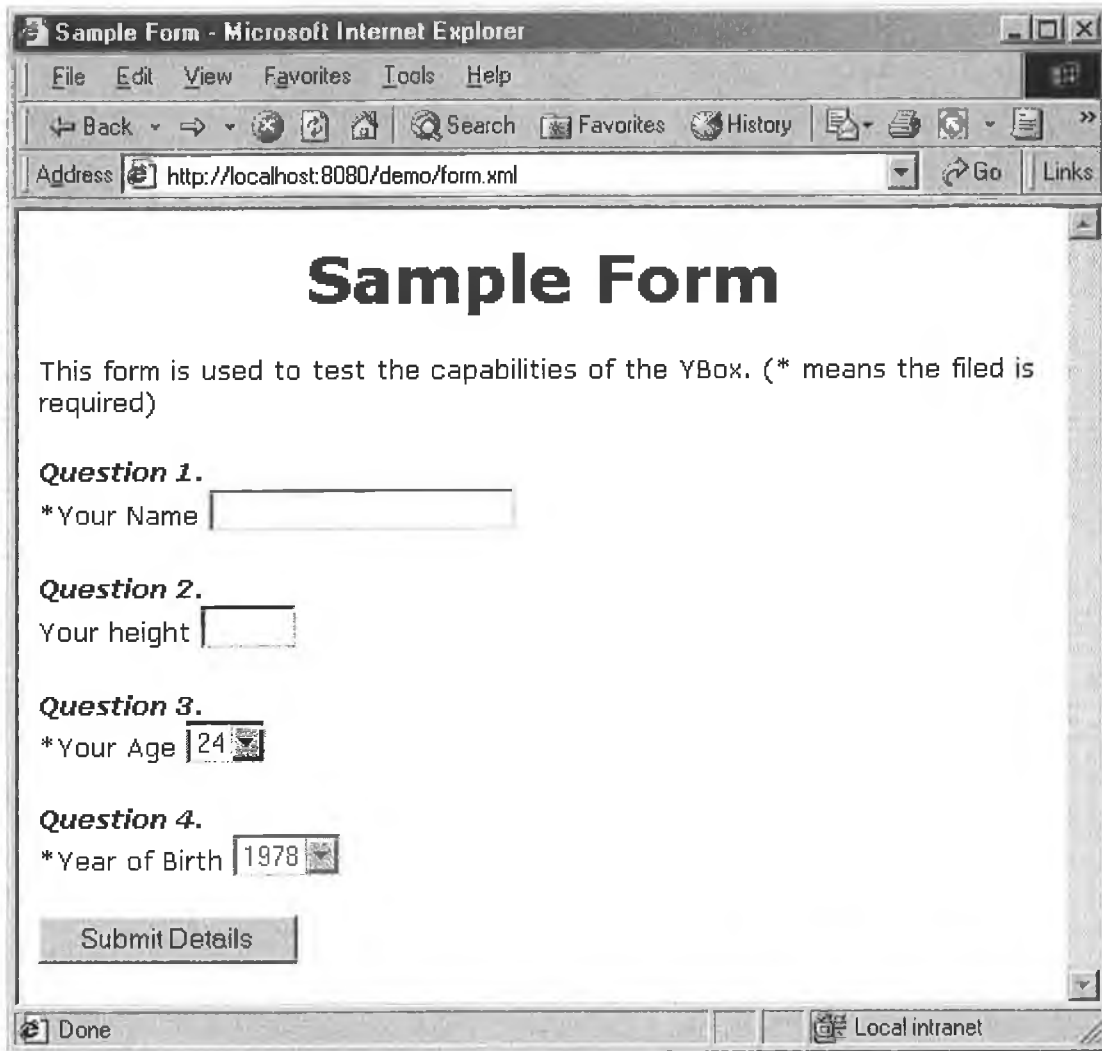 Sample Form - Microsoft Internet Explorer
File Edit View Favorites Tools Help
Back Search Favorites History »
Address http://localhost:8080/demo/form.xml Go Links
Sample Form
This form is used to test the capabilities of the YBox. (* means the filed is
required)
Question 1.
*Your Name
Question 2.
Your height
Question 3.
*Your Age 24
Question 4.
*Year of Birth 1978
Submit Details
Done Local intranet